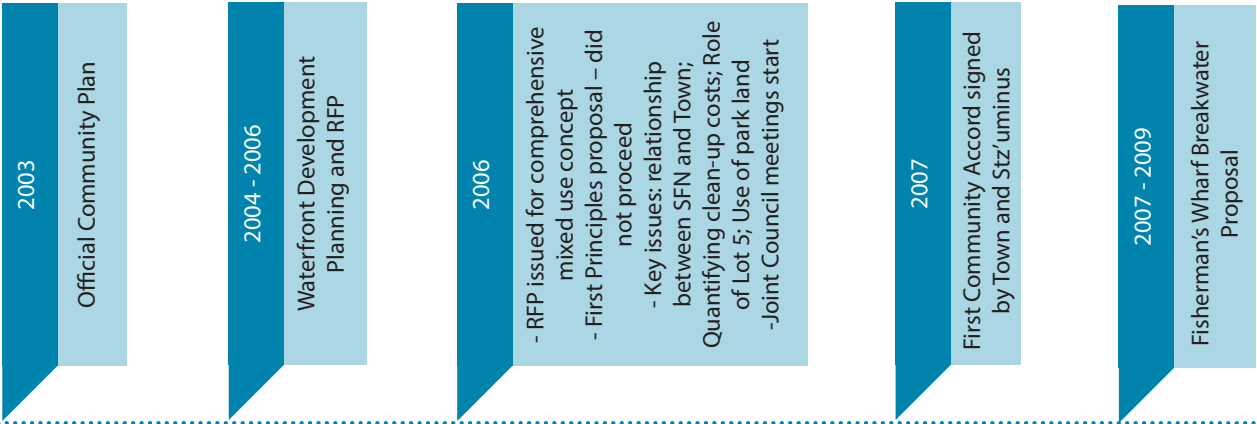 2003
Official Community Plan
2004 - 2006
Waterfront Development
Planning and RFP
2006
- RFP issued for comprehensive
mixed use concept
- First Principles proposal – did
not proceed
- Key issues: relationship
between SFN and Town;
Quantifying clean-up costs; Role
of Lot 5; Use of park land
-Joint Council meetings start
2007
First Community Accord signed
by Town and Stz'uminus
2007 - 2009
Fisherman's Wharf Breakwater
Proposal